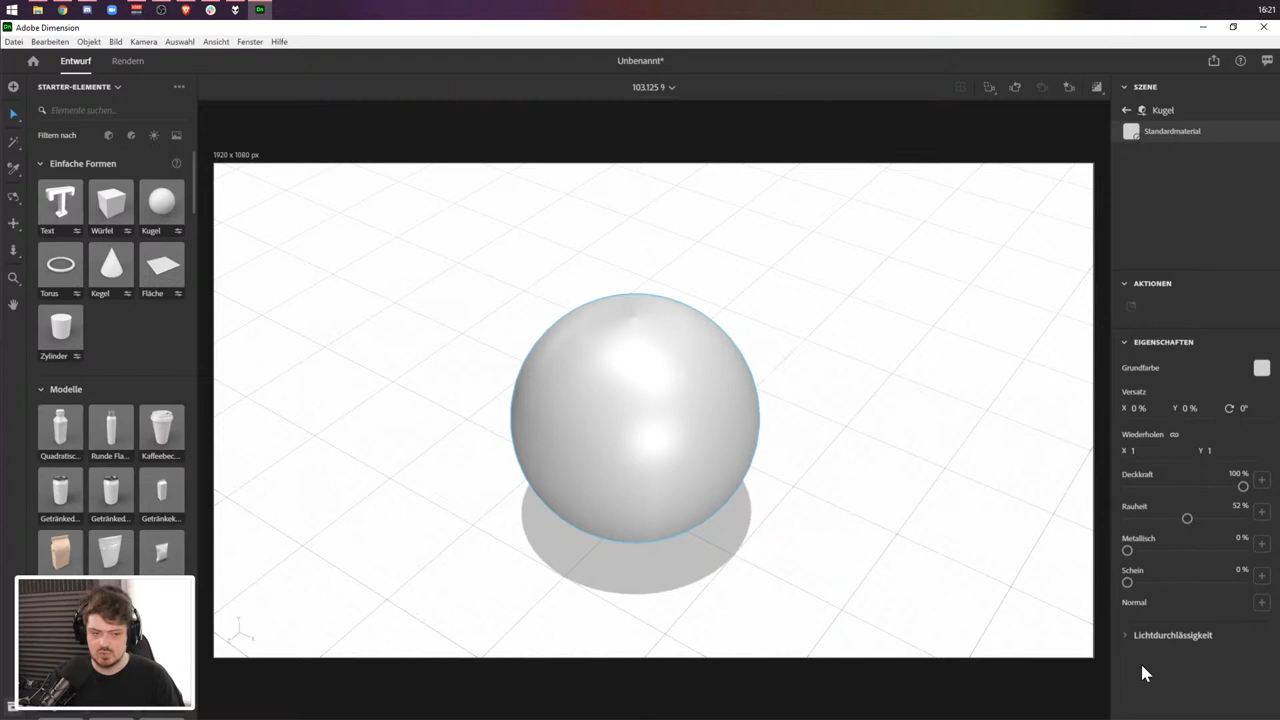 16:21
Dn Adobe Dimension
Datei Bearbeiten Objekt Bild Kamera Auswahl Ansicht Fenster Hilfe
Entwurf Rendern
Unbenannt*
STARTER-ELEMENTE
Elemente suchen...
Filtern nach
Einfache Formen
Text Würfel Kugel
Torus Kegel Fläche
Zylinder
Modelle
Quadratisc... Runde Fla... Kaffeebec...
Getränked... Getränked... Getränkek...
103.125 9
1920 x 1080 px
SZENE
Kugel
Standardmaterial
AKTIONEN
EIGENSCHAFTEN
Grundfarbe
Versatz
X 0 % Y 0 % 0°
Wiederholen
X 1 Y 1
Deckkraft 100 %
Rauheit 52 %
Metallisch 0 %
Schein 0 %
Normal
Lichtdurchlässigkeit